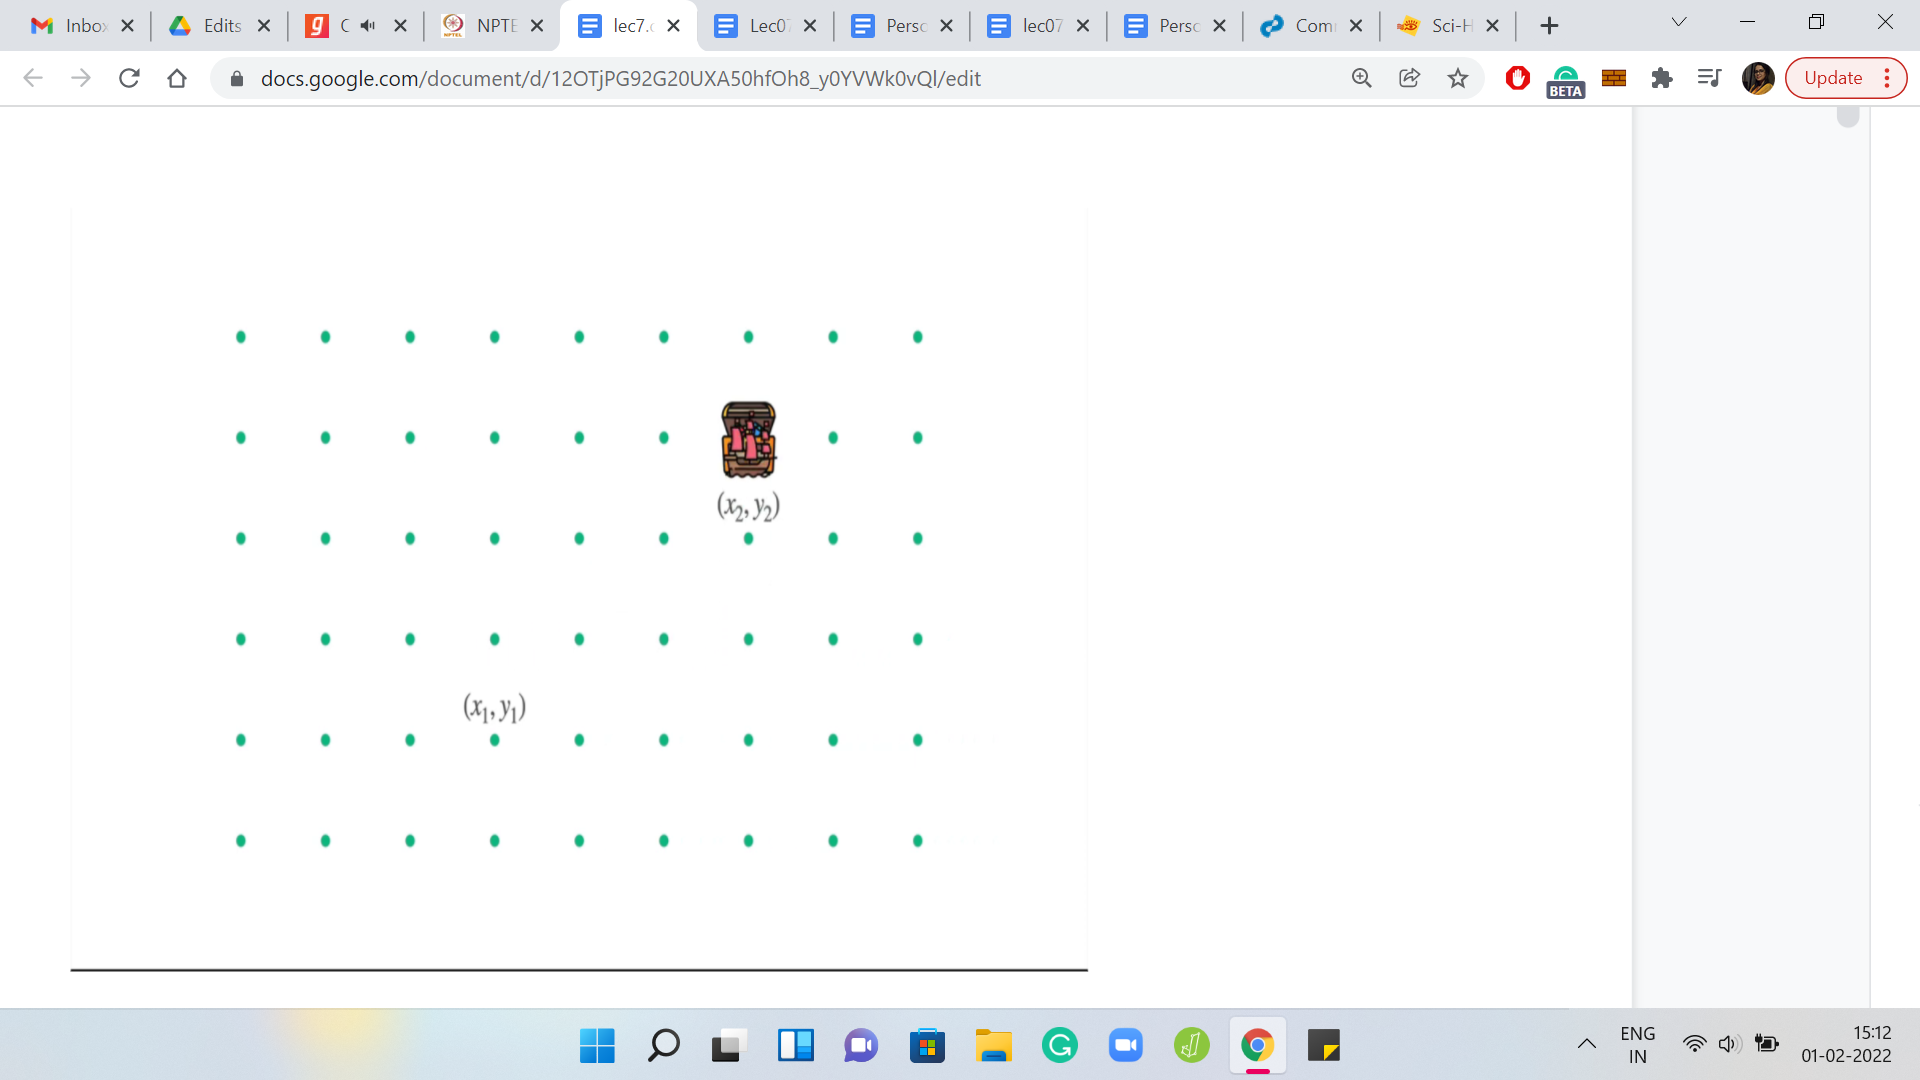 Inbox
Edits
C
NPTE
lec7.c
Lec07
Perso
lec07
Perso
Com
Sci-H
docs.google.com/document/d/12OTjPG92G20UXA50hfOh8_y0YVWk0vQl/edit
BETA
Update
(x₂, y₂)
(x₁, y₁)
ENG
IN
15:12
01-02-2022